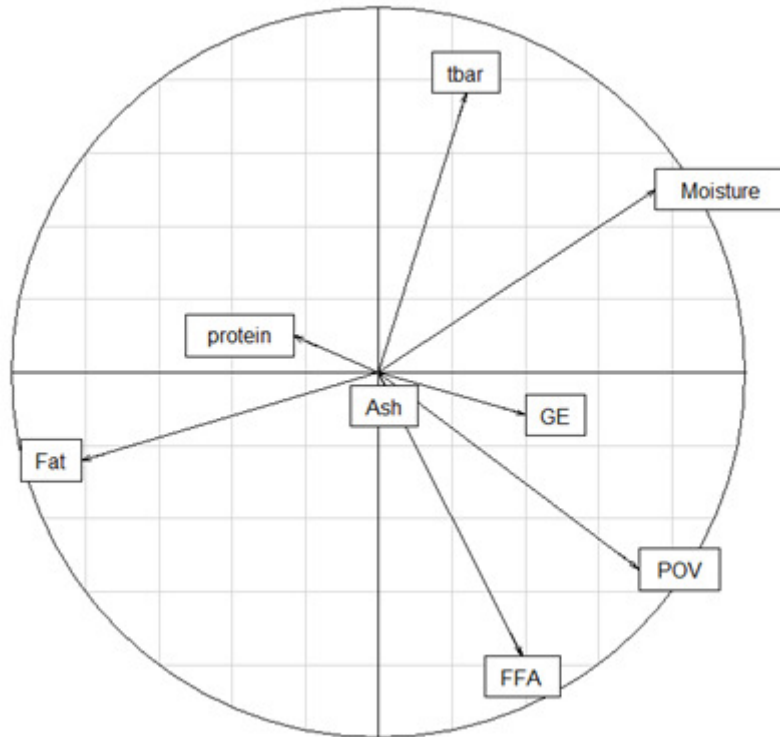 tbar
Moisture
protein
Ash
GE
Fat
POV
FFA